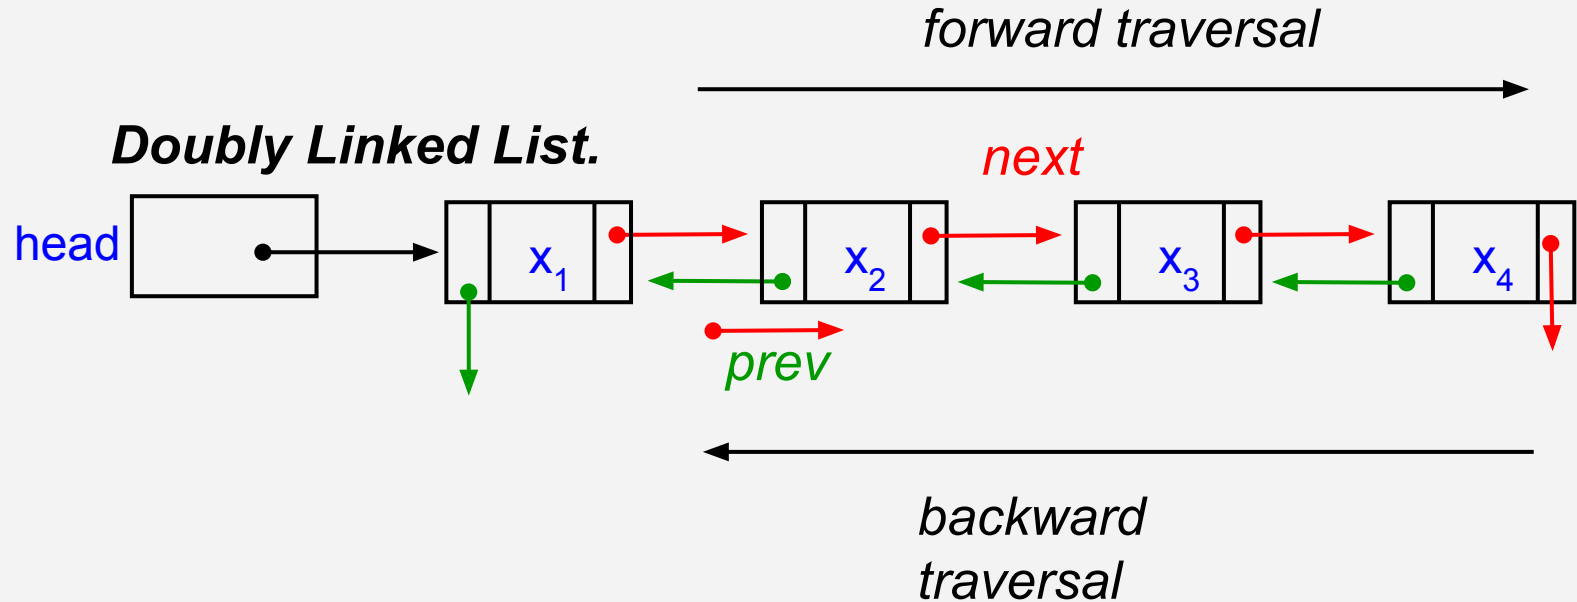 forward traversal
Doubly Linked List.
next
head
x₁
x₂
x₃
x₄
prev
backward
traversal